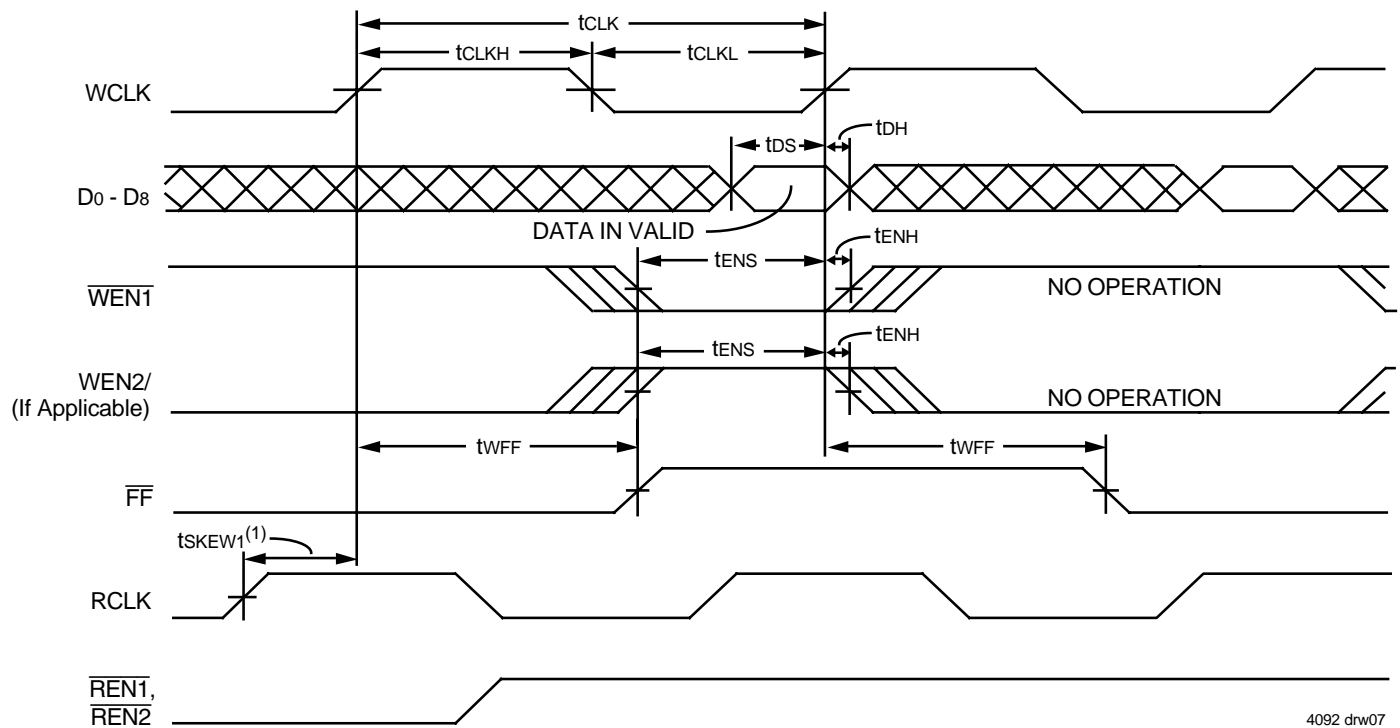 tCLK
tCLKH
tCLKL
WCLK
tDH
tDS
D0 - D8
DATA IN VALID
tENH
tENS
WEN1
NO OPERATION
tENH
tENS
WEN2/
(If Applicable)
NO OPERATION
tWFF
tWFF
FF
tSKEW1(1)
RCLK
REN1,
REN2
4092 drw07